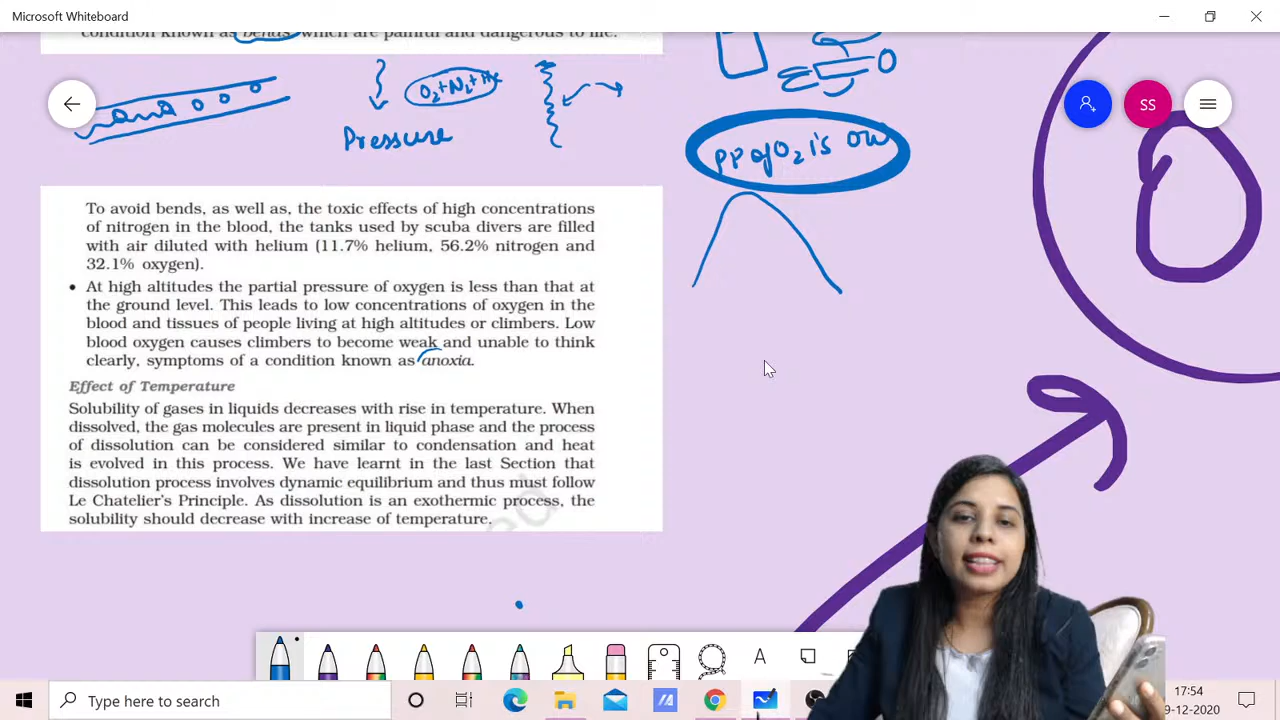 Microsoft Whiteboard
condition known as bends, which are painful and dangerous to life.
O2+N2+He
Pressure
PP of O2 is
SS
To avoid bends, as well as, the toxic effects of high concentrations
of nitrogen in the blood, the tanks used by scuba divers are filled
with air diluted with helium (11.7% helium, 56.2% nitrogen and
32.1% oxygen).
• At high altitudes the partial pressure of oxygen is less than that at
the ground level. This leads to low concentrations of oxygen in the
blood and tissues of people living at high altitudes or climbers. Low
blood oxygen causes climbers to become weak and unable to think
clearly, symptoms of a condition known as anoxia.
Effect of Temperature
Solubility of gases in liquids decreases with rise in temperature. When
dissolved, the gas molecules are present in liquid phase and the process
of dissolution can be considered similar to condensation and heat
is evolved in this process. We have learnt in the last Section that
dissolution process involves dynamic equilibrium and thus must follow
Le Chatelier's Principle. As dissolution is an exothermic process, the
solubility should decrease with increase of temperature.
A
Type here to search
17:54
9-12-2020